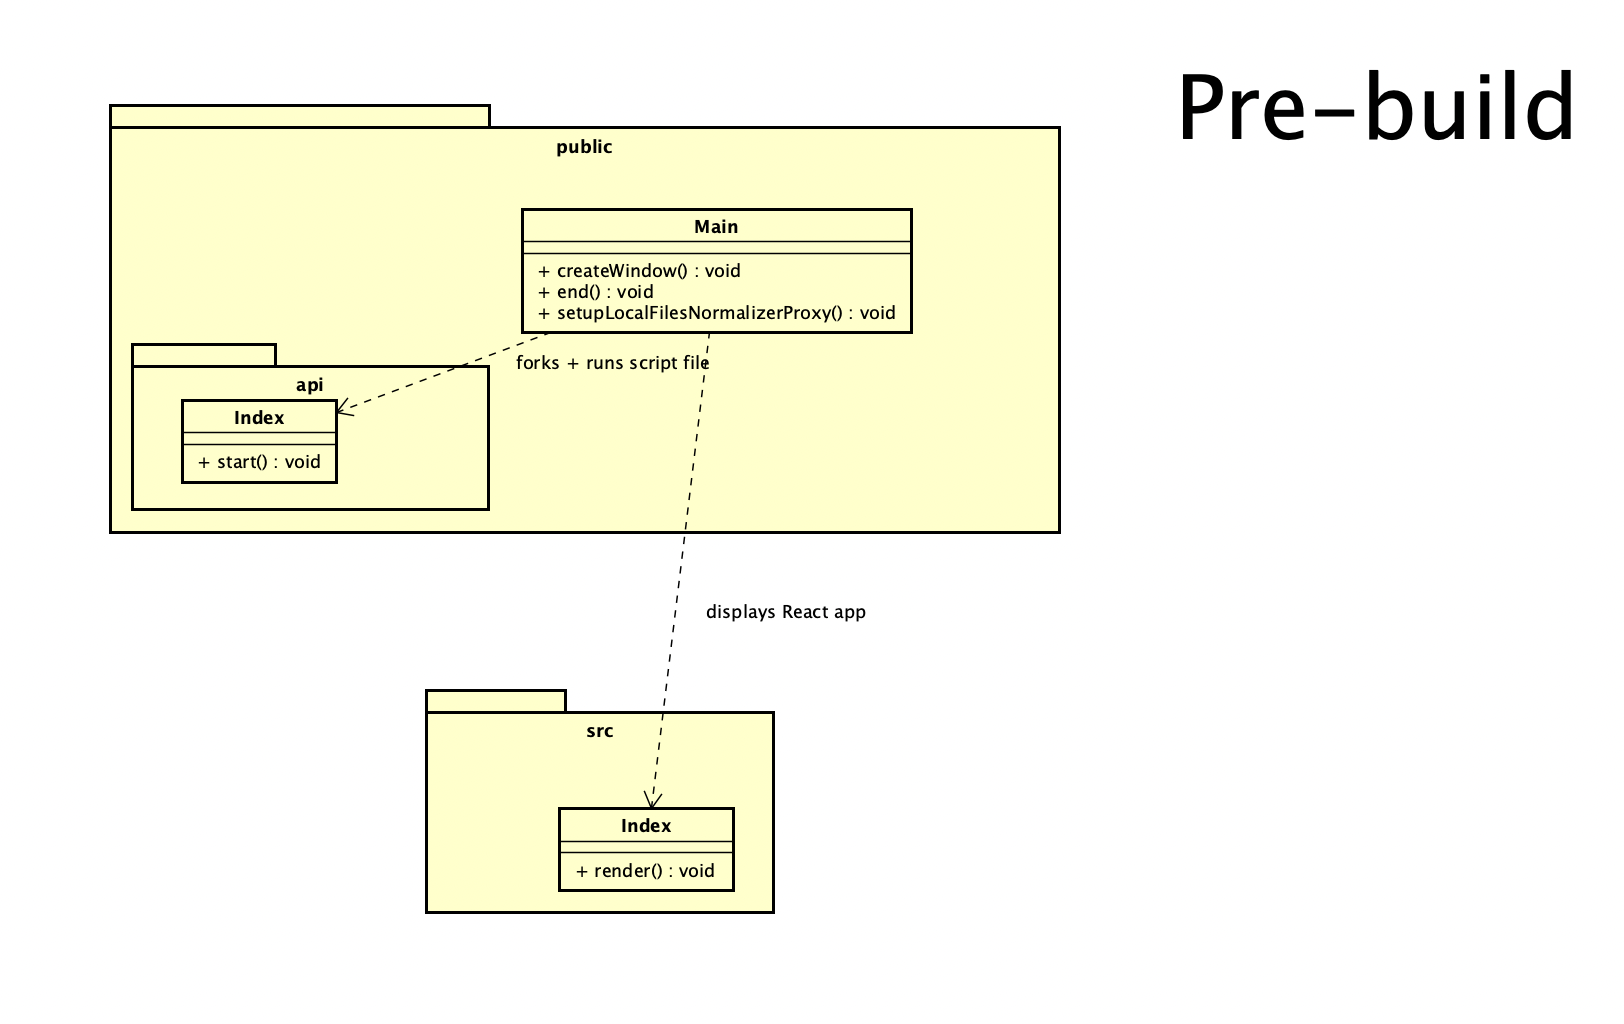 Pre-build
public
Main
+ createWindow() : void
+ end() : void
+ setupLocalFilesNormalizerProxy() : void
forks + runs script file
api
Index
+ start() : void
displays React app
src
Index
+ render() : void